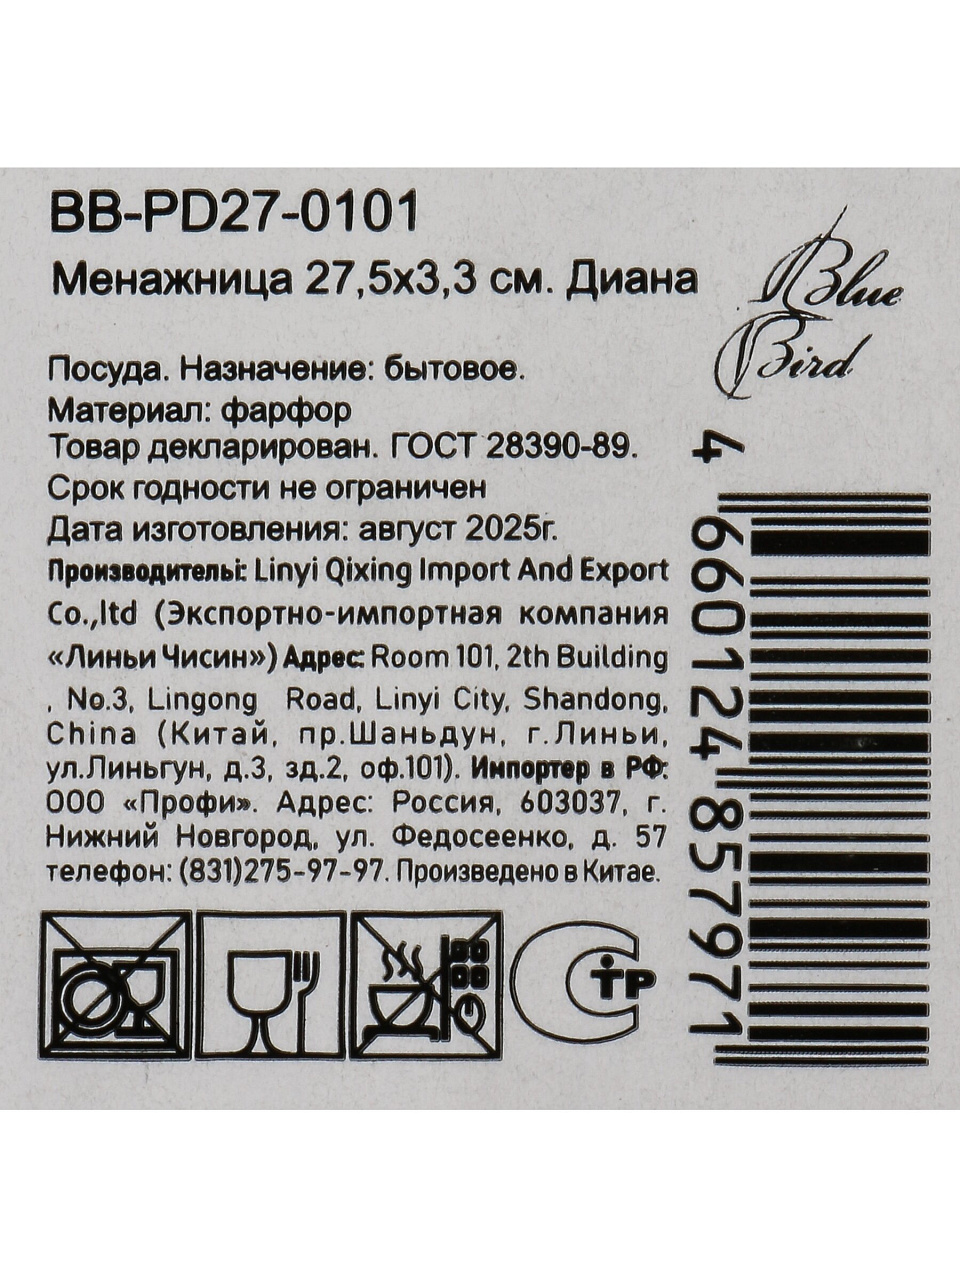 BB-PD27-0101
Менажница 27,5х3,3 см. Диана
Blue
Bird
Посуда. Назначение: бытовое.
Материал: фарфор
Товар декларирован. ГОСТ 28390-89.
Срок годности не ограничен
Дата изготовления: август 2025г.
Производитель: Linyi Qixing Import And Export
Co.,ltd (Экспортно-импортная компания
«Линьи Чисин») Адрес: Room 101, 2th Building
, No.3, Lingong Road, Linyi City, Shandong,
China (Китай, пр.Шаньдун, г.Линьи,
ул.Линьгун, д.3, зд.2, оф.101). Импортер в РФ:
ООО «Профи». Адрес: Россия, 603037, г.
Нижний Новгород, ул. Федосеенко, д. 57
телефон: (831)275-97-97. Произведено в Китае.
СТР
4 660124 857971